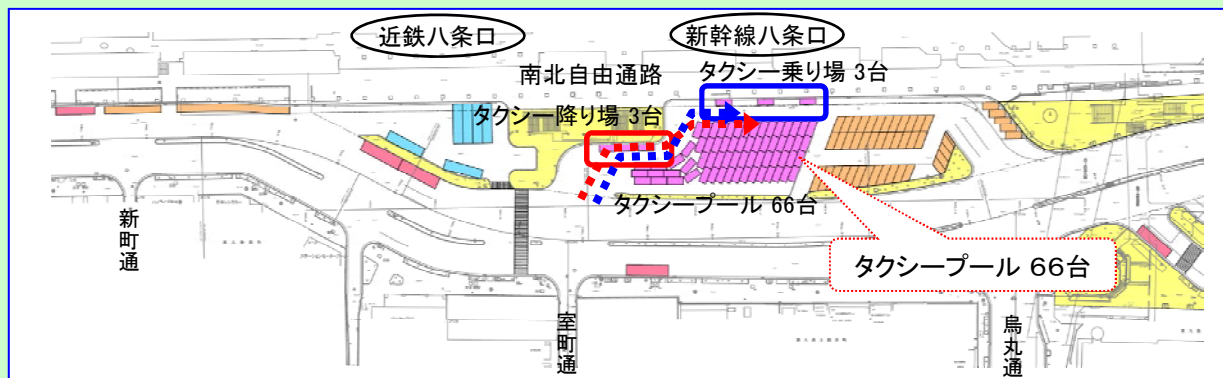 近鉄八条口
新幹線八条口
南北自由通路
タクシー乗り場 3台
タクシー降り場 3台
タクシープール 66台
タクシープール 66台
新町通
室町通
烏丸通